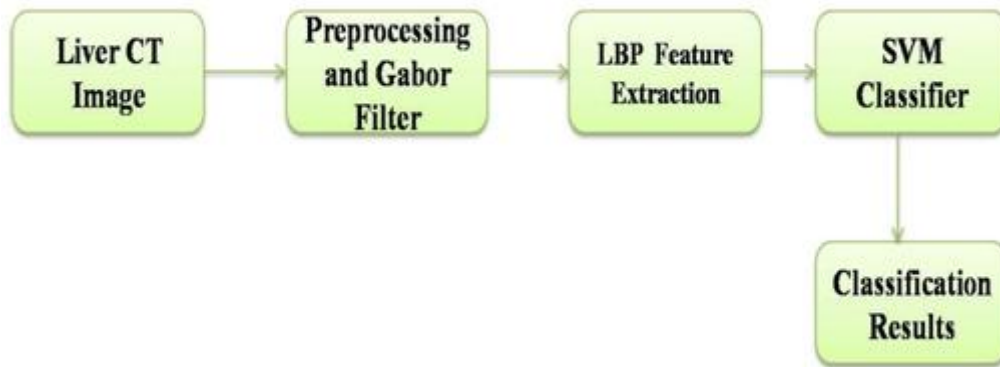 Liver CT
Image
Preprocessing
and Gabor
Filter
LBP Feature
Extraction
SVM
Classifier
Classification
Results